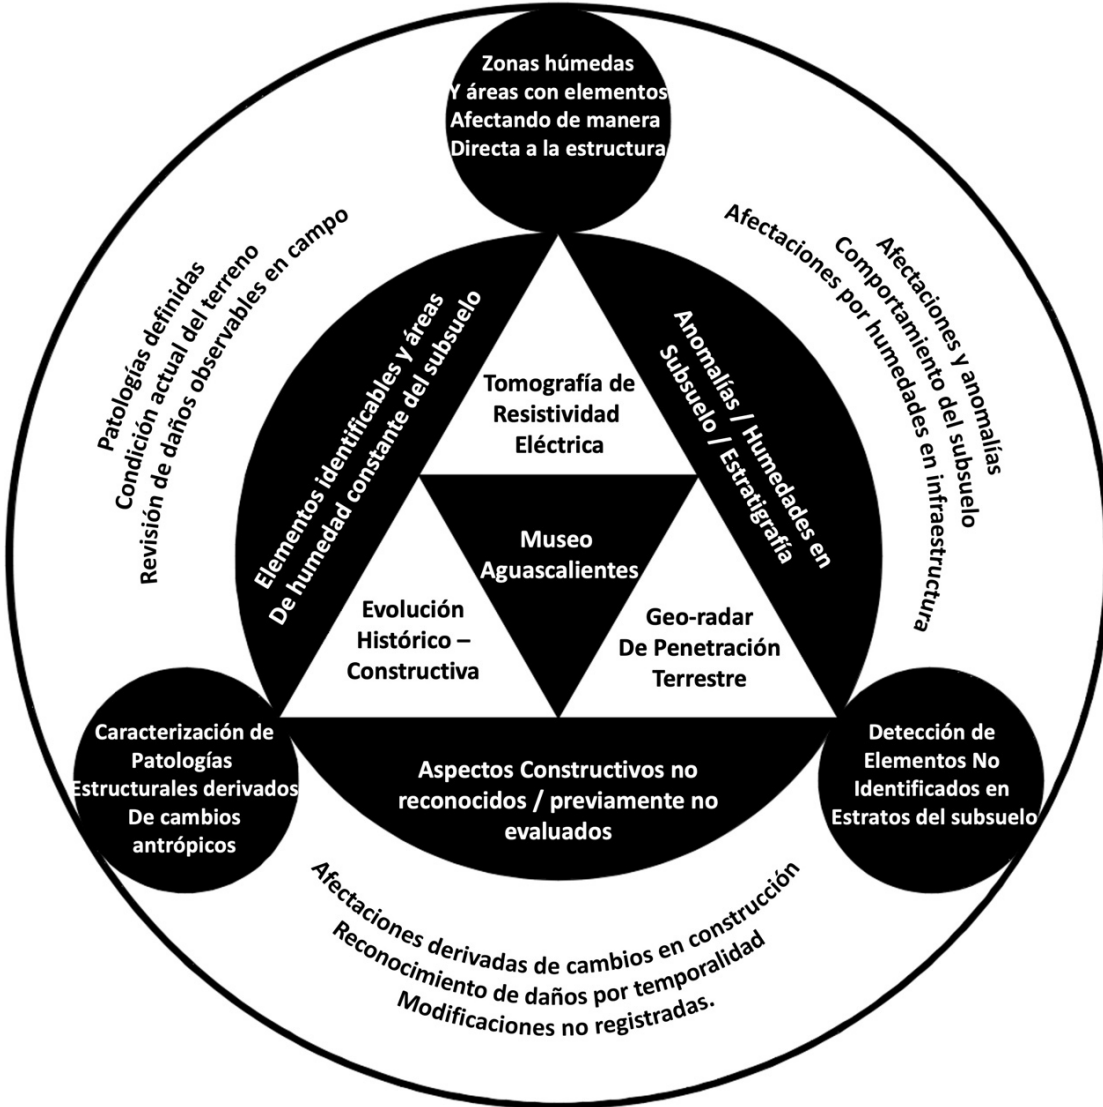 Zonas húmedas
Y áreas con elementos
Afectando de manera
Directa a la estructura
Patologías definidas
Condición actual del terreno
Revisión de daños observables en campo
Afectaciones y anomalías
Comportamiento del subsuelo
Afectaciones por humedades en infraestructura
Elementos identificables y áreas
De humedad constante del subsuelo
Anomalías / Humedades en
Subsuelo / Estratigrafía
Tomografía de
Resistividad
Eléctrica
Museo
Aguascalientes
Evolución
Histórico –
Constructiva
Geo-radar
De Penetración
Terrestre
Caracterización de
Patologías
Estructurales derivados
De cambios
antrópicos
Aspectos Constructivos no
reconocidos / previamente no
evaluados
Detección de
Elementos No
Identificados en
Estratos del subsuelo
Afectaciones derivadas de cambios en construcción
Reconocimiento de daños por temporalidad
Modificaciones no registradas.